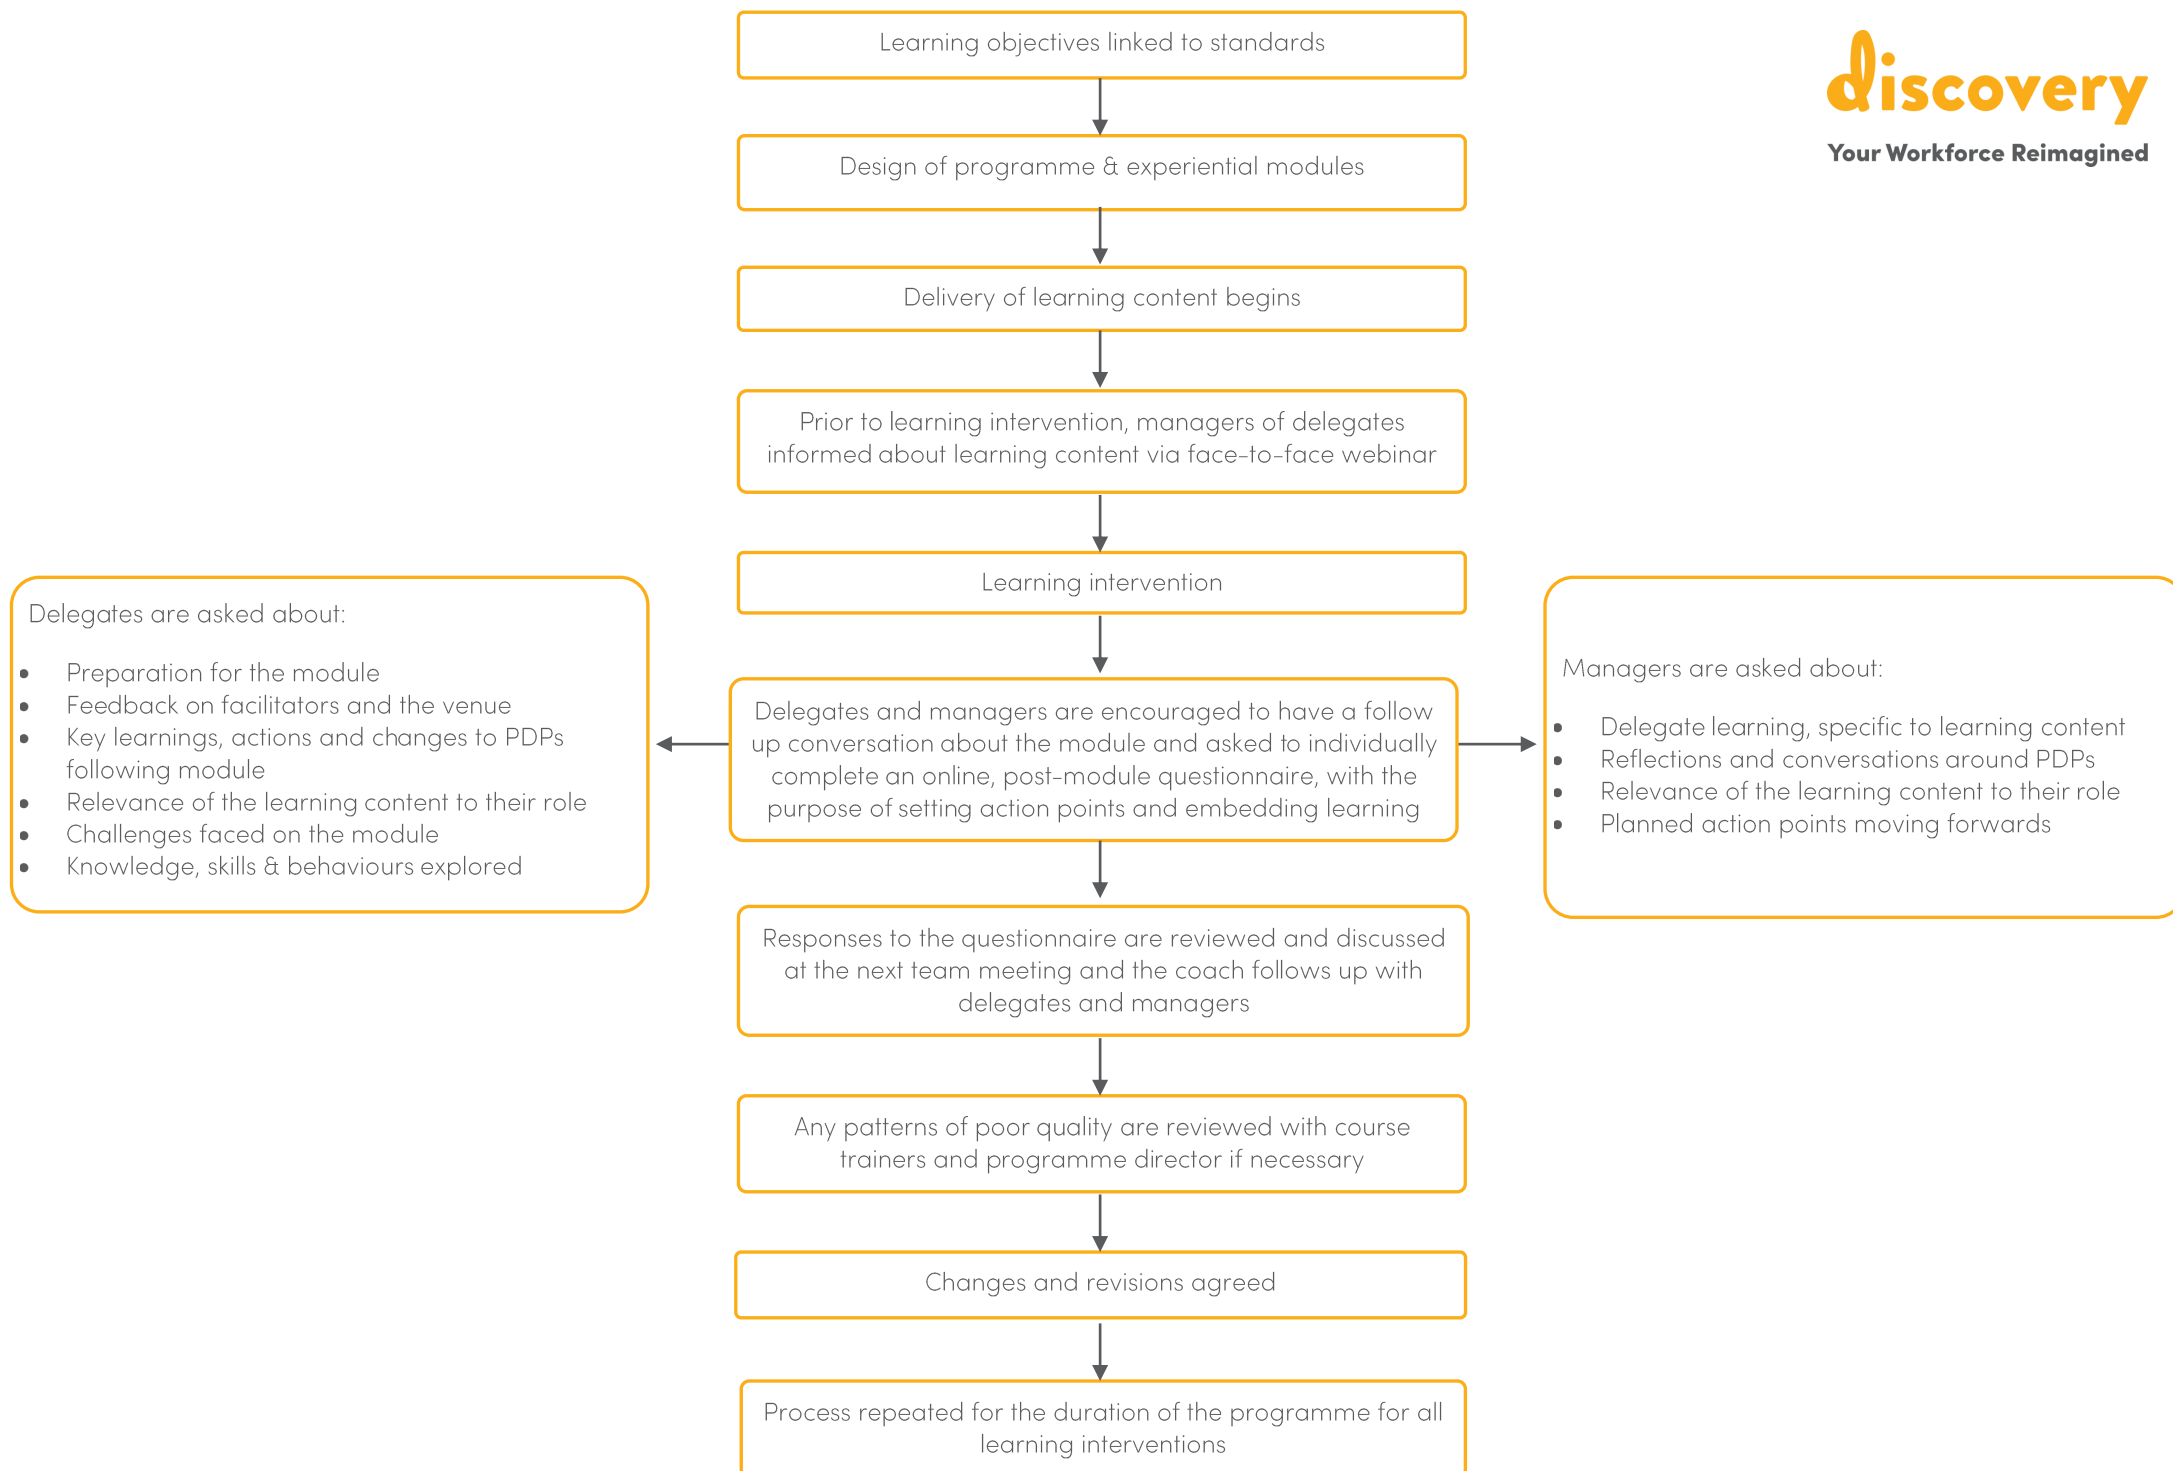 discovery
Your Workforce Reimagined
Learning objectives linked to standards
Design of programme & experiential modules
Delivery of learning content begins
Prior to learning intervention, managers of delegates
informed about learning content via face-to-face webinar
Learning intervention
Delegates are asked about:
• Preparation for the module
• Feedback on facilitators and the venue
• Key learnings, actions and changes to PDPs
following module
• Relevance of the learning content to their role
• Challenges faced on the module
• Knowledge, skills & behaviours explored
Delegates and managers are encouraged to have a follow
up conversation about the module and asked to individually
complete an online, post-module questionnaire, with the
purpose of setting action points and embedding learning
Managers are asked about:
• Delegate learning, specific to learning content
• Reflections and conversations around PDPs
• Relevance of the learning content to their role
• Planned action points moving forwards
Responses to the questionnaire are reviewed and discussed
at the next team meeting and the coach follows up with
delegates and managers
Any patterns of poor quality are reviewed with course
trainers and programme director if necessary
Changes and revisions agreed
Process repeated for the duration of the programme for all
learning interventions